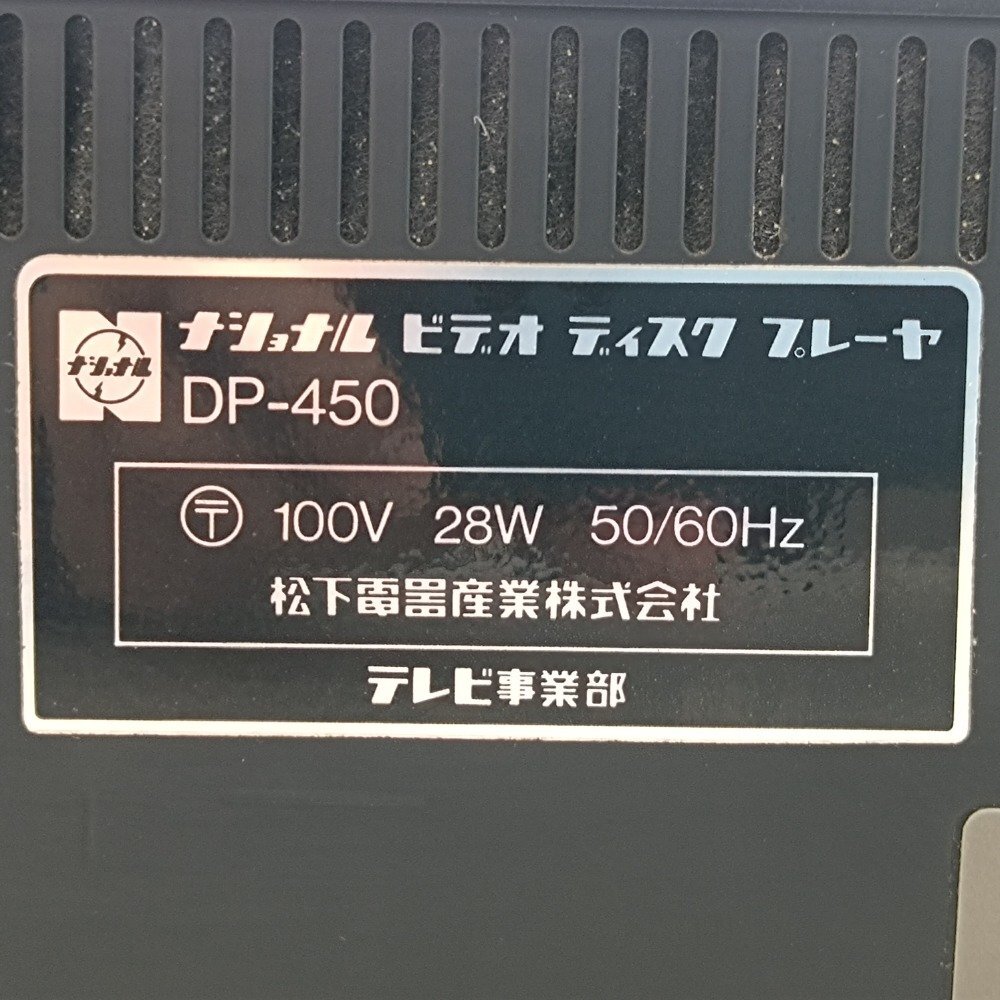 ナショナル ナショナル ビデオ ディスク プレーヤ
DP-450
〒 100V 28W 50/60Hz
松下電器産業株式会社
テレビ事業部